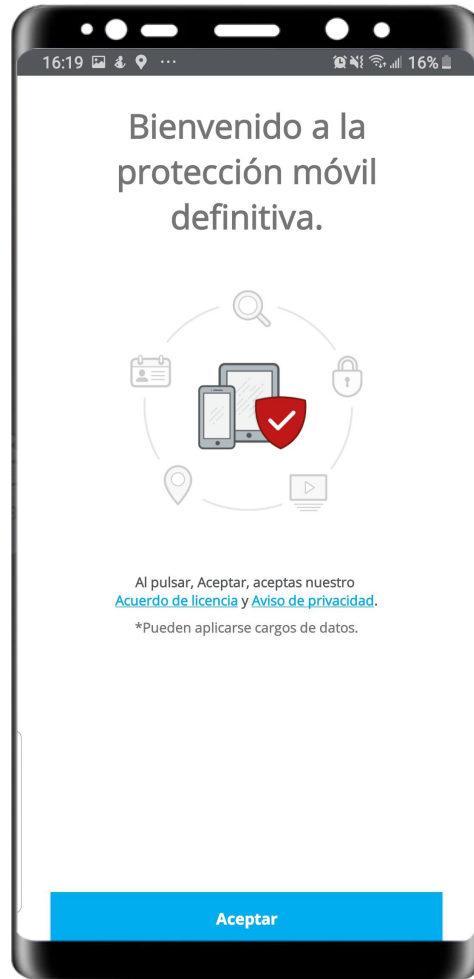 16:19 ... 16%
Bienvenido a la
protección móvil
definitiva.
Al pulsar, Aceptar, aceptas nuestro
Acuerdo de licencia y Aviso de privacidad.
*Pueden aplicarse cargos de datos.
Aceptar